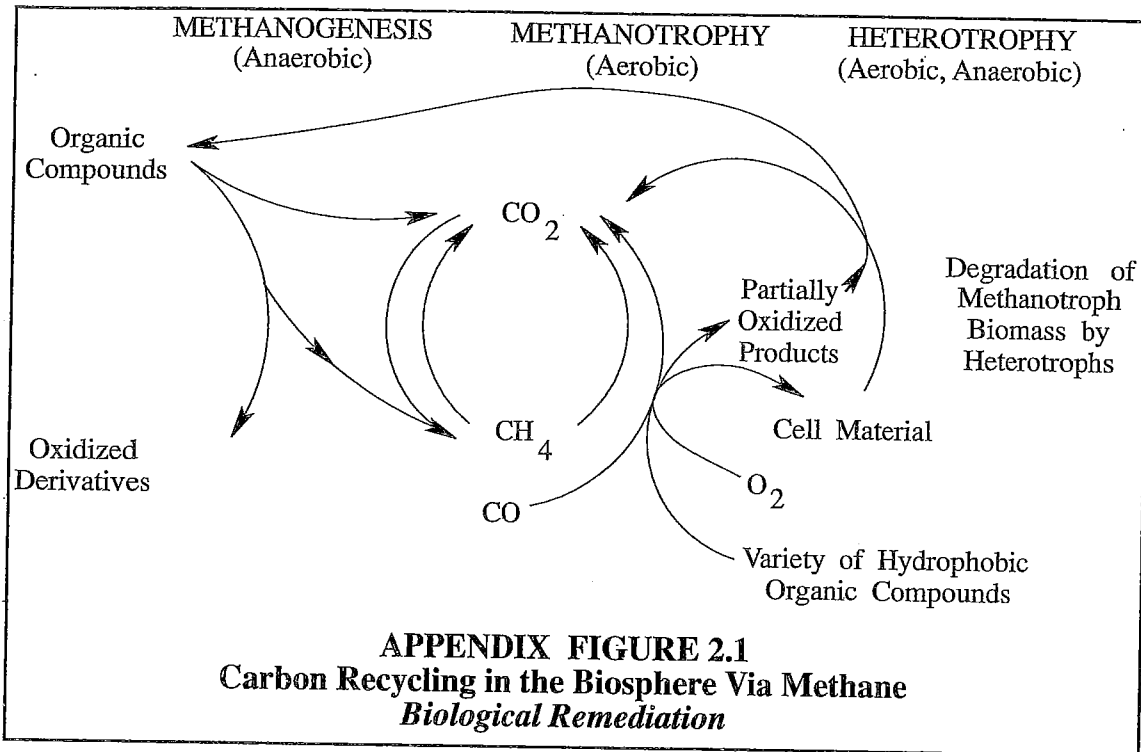 METHANOGENESIS
(Anaerobic)
METHANOTROPHY
(Aerobic)
HETEROTROPHY
(Aerobic, Anaerobic)
Organic
Compounds
CO2
Partially
Oxidized
Products
Degradation of
Methanotroph
Biomass by
Heterotrophs
Oxidized
Derivatives
CH4
Cell Material
CO
O2
Variety of Hydrophobic
Organic Compounds
APPENDIX FIGURE 2.1
Carbon Recycling in the Biosphere Via Methane
Biological Remediation